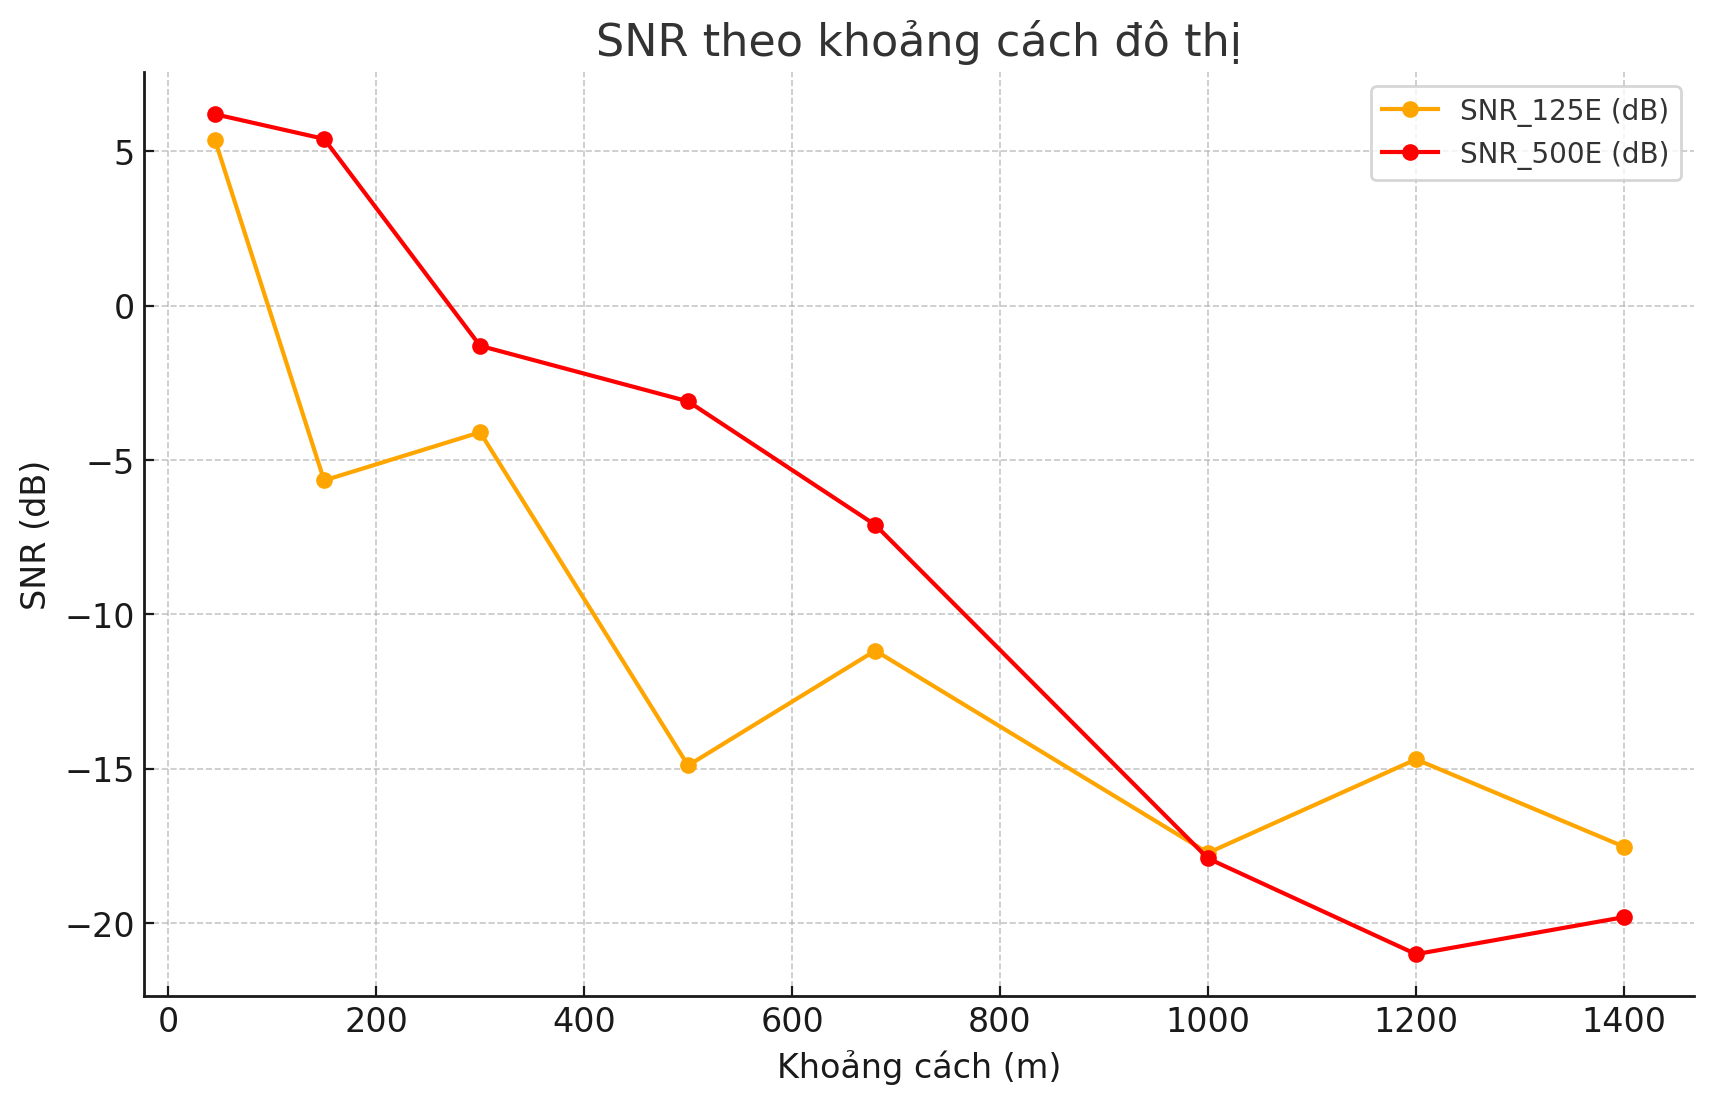 SNR theo khoảng cách đô thị
SNR_125E (dB)
SNR_500E (dB)
SNR (dB)
5
0
−5
−10
−15
−20
0 200 400 600 800 1000 1200 1400
Khoảng cách (m)